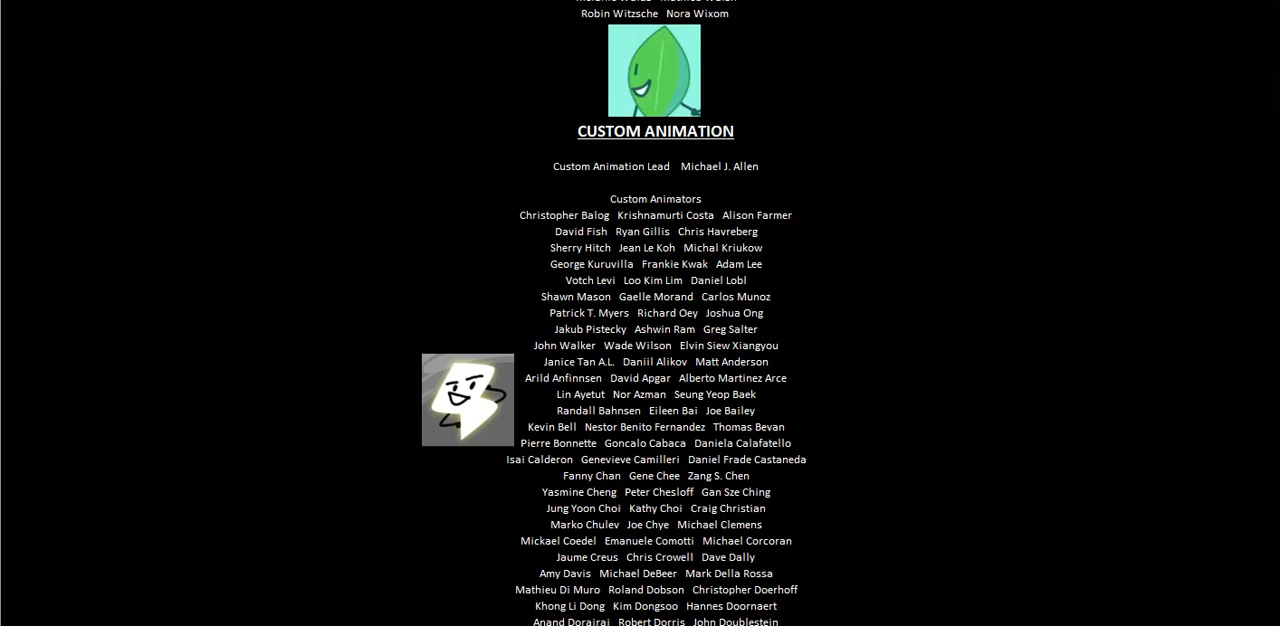 Robin Witzsche Nora Wixom
CUSTOM ANIMATION
Custom Animation Lead Michael J. Allen
Custom Animators
Christopher Balog Krishnamurti Costa Alison Farmer
David Fish Ryan Gillis Chris Havreberg
Sherry Hitch Jean Le Koh Michal Kriukow
George Kuruvilla Frankie Kwak Adam Lee
Votch Levi Loo Kim Lim Daniel Lobl
Shawn Mason Gaelle Morand Carlos Munoz
Patrick T. Myers Richard Oey Joshua Ong
Jakub Pistecky Ashwin Ram Greg Salter
John Walker Wade Wilson Elvin Siew Xiangyou
Janice Tan A.L. Daniil Alikov Matt Anderson
Arild Anfinnsen David Apgar Alberto Martinez Arce
Lin Ayetut Nor Azman Seung Yeop Baek
Randall Bahnsen Eileen Bai Joe Bailey
Kevin Bell Nestor Benito Fernandez Thomas Bevan
Pierre Bonnette Goncalo Cabaca Daniela Calafatello
Isai Calderon Genevieve Camilleri Daniel Frade Castaneda
Fanny Chan Gene Chee Zang S. Chen
Yasmine Cheng Peter Chesloff Gan Sze Ching
Jung Yoon Choi Kathy Choi Craig Christian
Marko Chulev Joe Chye Michael Clemens
Mickael Coedel Emanuele Comotti Michael Corcoran
Jaume Creus Chris Crowell Dave Dally
Amy Davis Michael DeBeer Mark Della Rossa
Mathieu Di Muro Roland Dobson Christopher Doerhoff
Khong Li Dong Kim Dongsoo Hannes Doornaert
Anand Dorairaj Robert Dorris John Doublestein